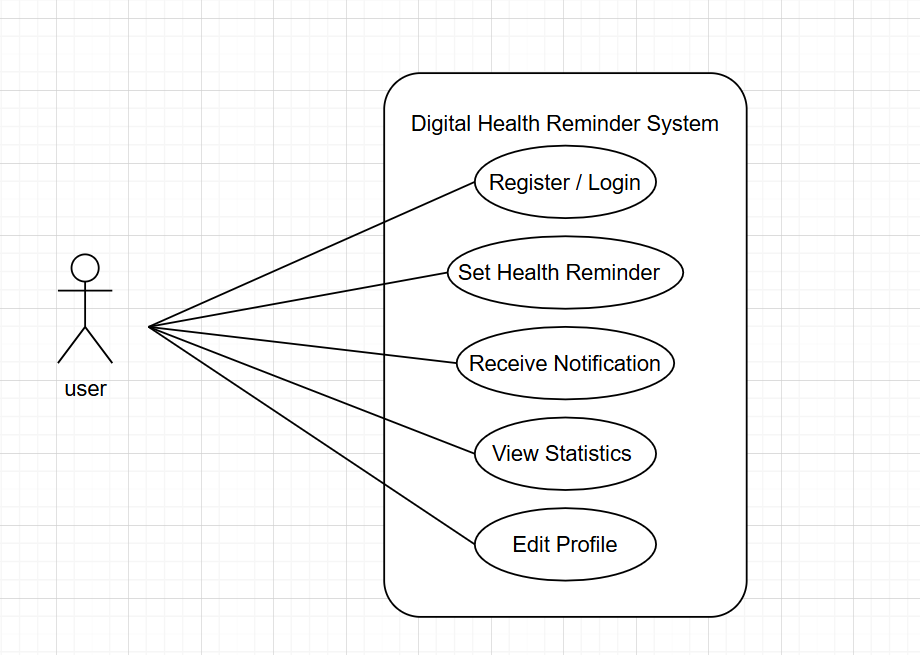 Digital Health Reminder System
Register / Login
Set Health Reminder
Receive Notification
View Statistics
Edit Profile
user